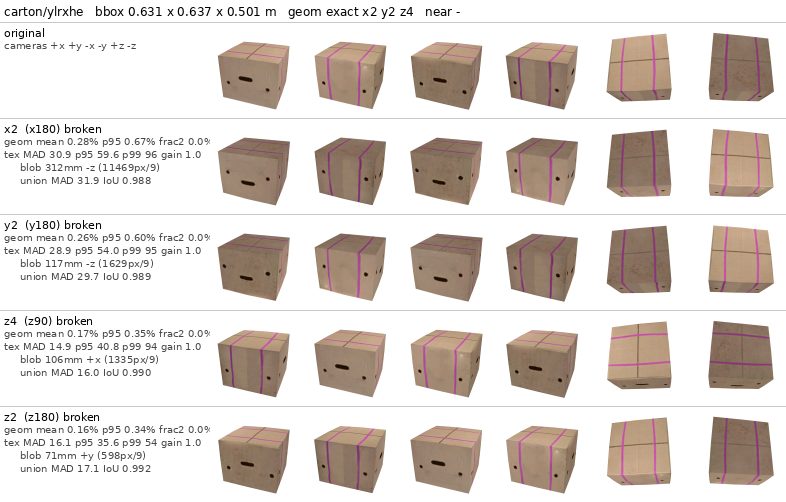 carton/ylrxhe bbox 0.631 x 0.637 x 0.501 m geom exact x2 y2 z4 near -
original
cameras +x +y -x -y +z -z
x2 (x180) broken
geom mean 0.28% p95 0.67% frac2 0.0%
tex MAD 30.9 p95 59.6 p99 96 gain 1.0
blob 312mm -z (11469px/9)
union MAD 31.9 IoU 0.988
y2 (y180) broken
geom mean 0.26% p95 0.60% frac2 0.0%
tex MAD 28.9 p95 54.0 p99 95 gain 1.0
blob 117mm -z (1629px/9)
union MAD 29.7 IoU 0.989
z4 (z90) broken
geom mean 0.17% p95 0.35% frac2 0.0%
tex MAD 14.9 p95 40.8 p99 94 gain 1.0
blob 106mm +x (1335px/9)
union MAD 16.0 IoU 0.990
z2 (z180) broken
geom mean 0.16% p95 0.34% frac2 0.0%
tex MAD 16.1 p95 35.6 p99 54 gain 1.0
blob 71mm +y (598px/9)
union MAD 17.1 IoU 0.992